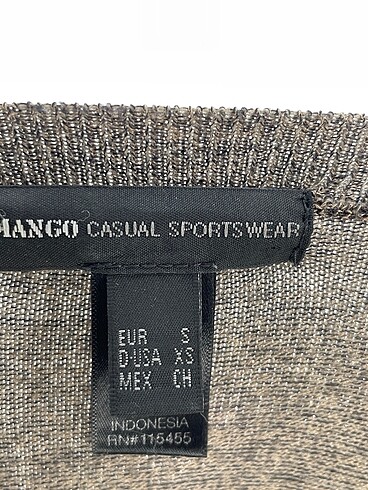 MANGO CASUAL SPORTSWEAR
EUR S
D·USA XS
MEX CH
INDONESIA
RN#115455